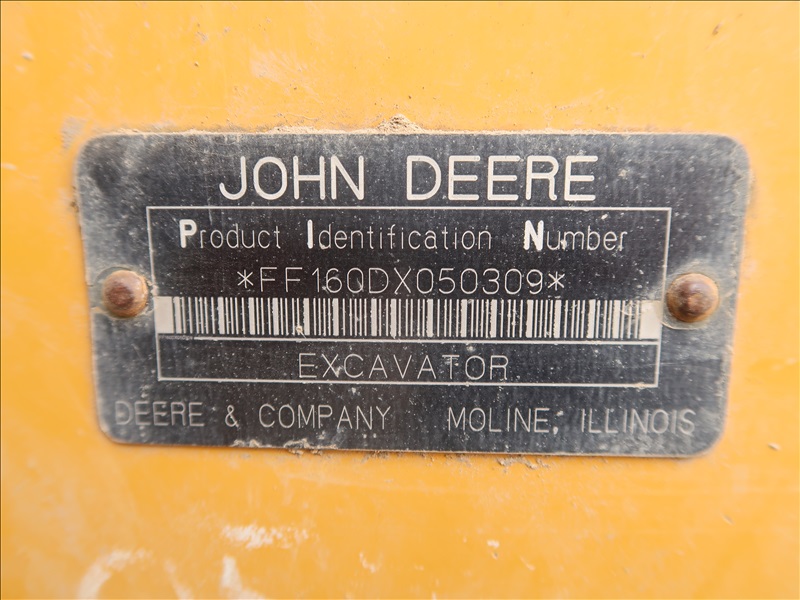 JOHN DEERE
Product Identification Number
*FF160DX050309*
EXCAVATOR
DEERE & COMPANY MOLINE, ILLINOIS